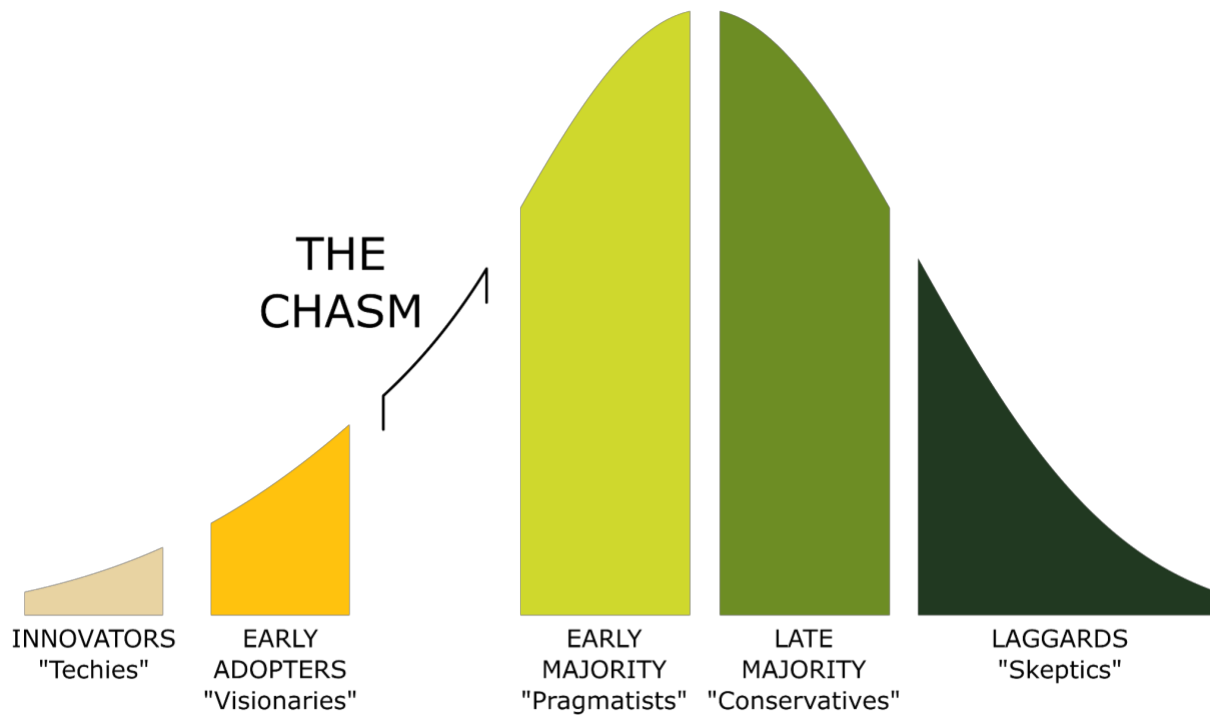 THE
CHASM
INNOVATORS
"Techies"
EARLY
ADOPTERS
"Visionaries"
EARLY
MAJORITY
"Pragmatists"
LATE
MAJORITY
"Conservatives"
LAGGARDS
"Skeptics"